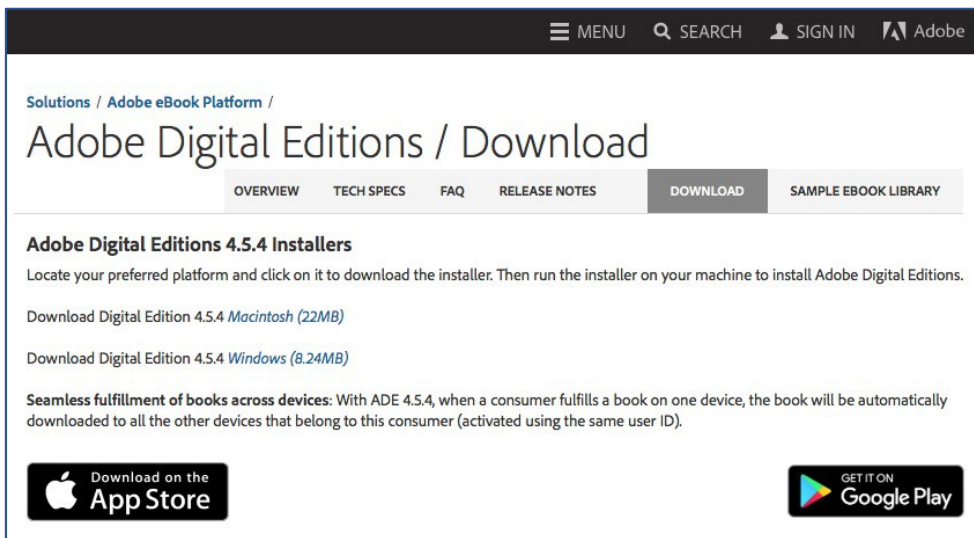 MENU SEARCH SIGN IN Adobe
Solutions / Adobe eBook Platform /
Adobe Digital Editions / Download
OVERVIEW TECH SPECS FAQ RELEASE NOTES DOWNLOAD SAMPLE EBOOK LIBRARY
Adobe Digital Editions 4.5.4 Installers
Locate your preferred platform and click on it to download the installer. Then run the installer on your machine to install Adobe Digital Editions.
Download Digital Edition 4.5.4 Macintosh (22MB)
Download Digital Edition 4.5.4 Windows (8.24MB)
Seamless fulfillment of books across devices: With ADE 4.5.4, when a consumer fulfills a book on one device, the book will be automatically
downloaded to all the other devices that belong to this consumer (activated using the same user ID).
Download on the
App Store
GET IT ON
Google Play